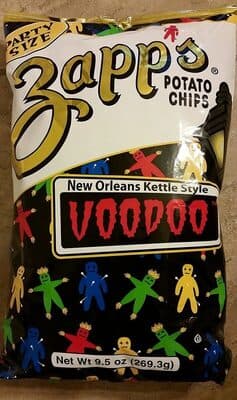 PARTY
SIZE
Zapp's®
POTATO
CHIPS
New Orleans Kettle Style
VOODOO
Net Wt 9.5 oz (269.3g)